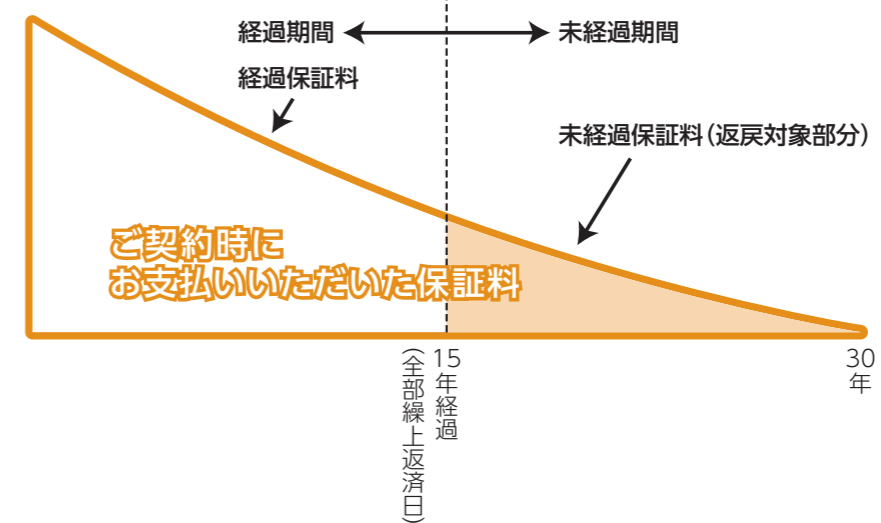 経過期間
未経過期間
経過保証料
未経過保証料(返戻対象部分)
ご契約時に
お支払いいただいた保証料
15年経過
(全部繰上返済日)
30年